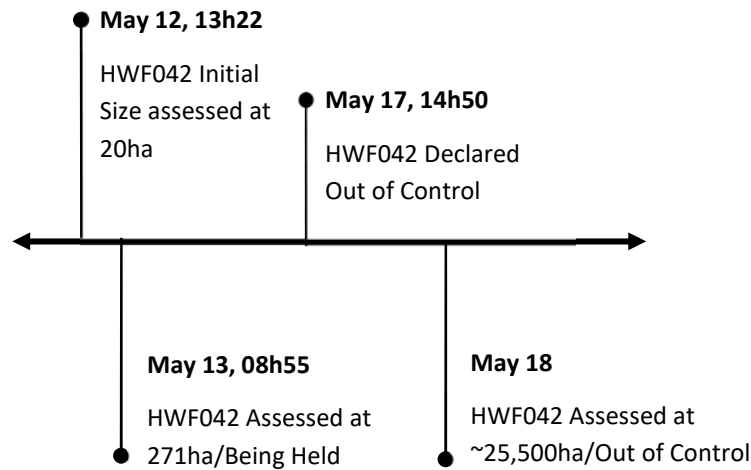 May 12, 13h22
HWF042 Initial
Size assessed at
20ha
May 17, 14h50
HWF042 Declared
Out of Control
May 13, 08h55
HWF042 Assessed at
271ha/Being Held
May 18
HWF042 Assessed at
~25,500ha/Out of Control